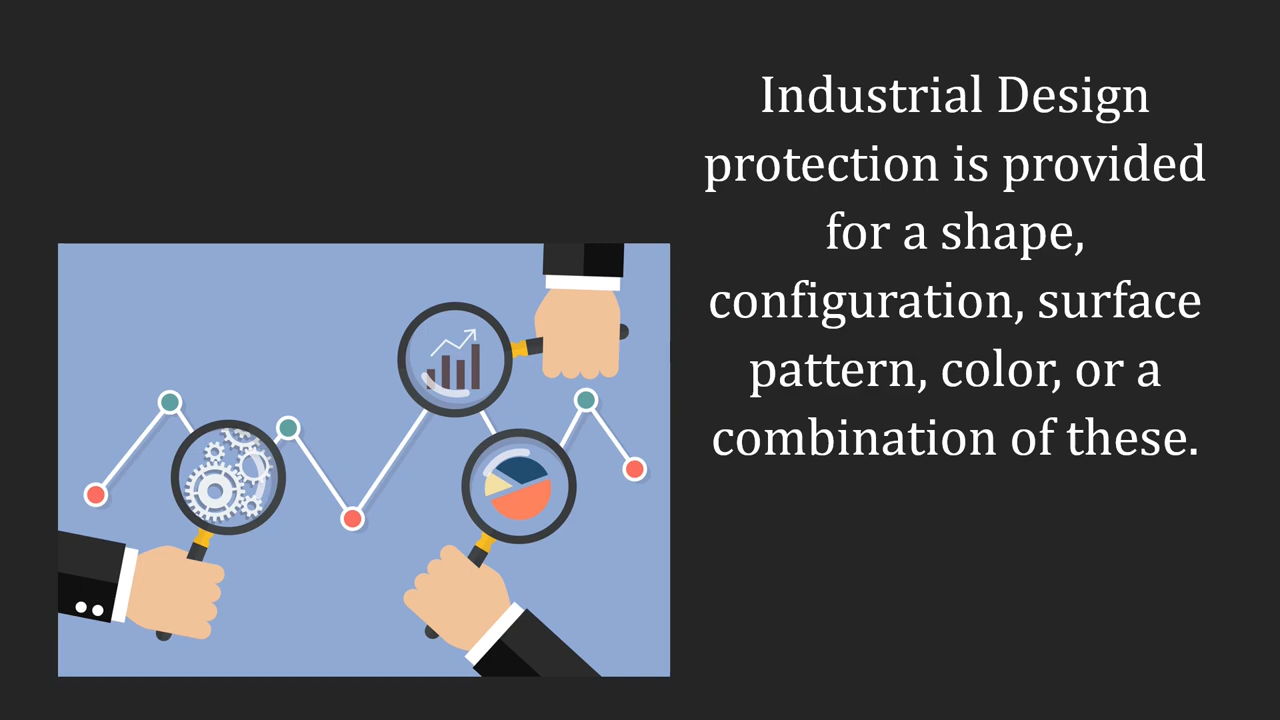 Industrial Design
protection is provided
for a shape,
configuration, surface
pattern, color, or a
combination of these.